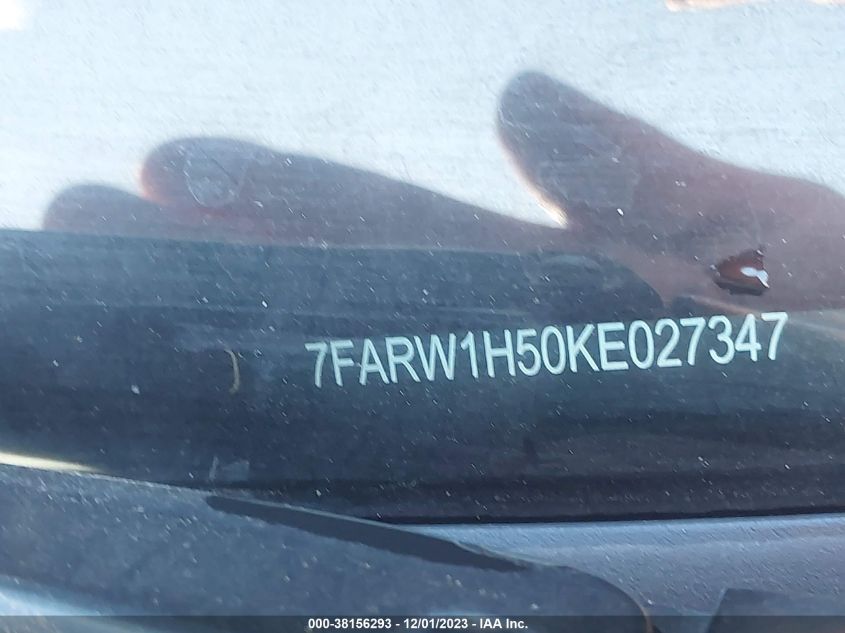 7FARW1H50KE027347
000-38156293 - 12/01/2023 - IAA Inc.